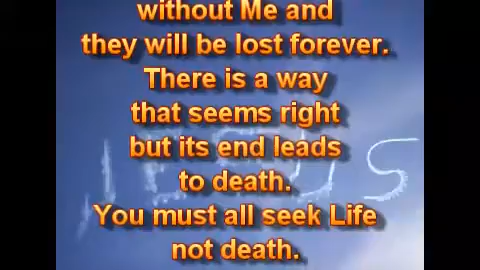 without Me and
they will be lost forever.
There is a way
that seems right
but its end leads
to death.
You must all seek Life
not death.
JESUS